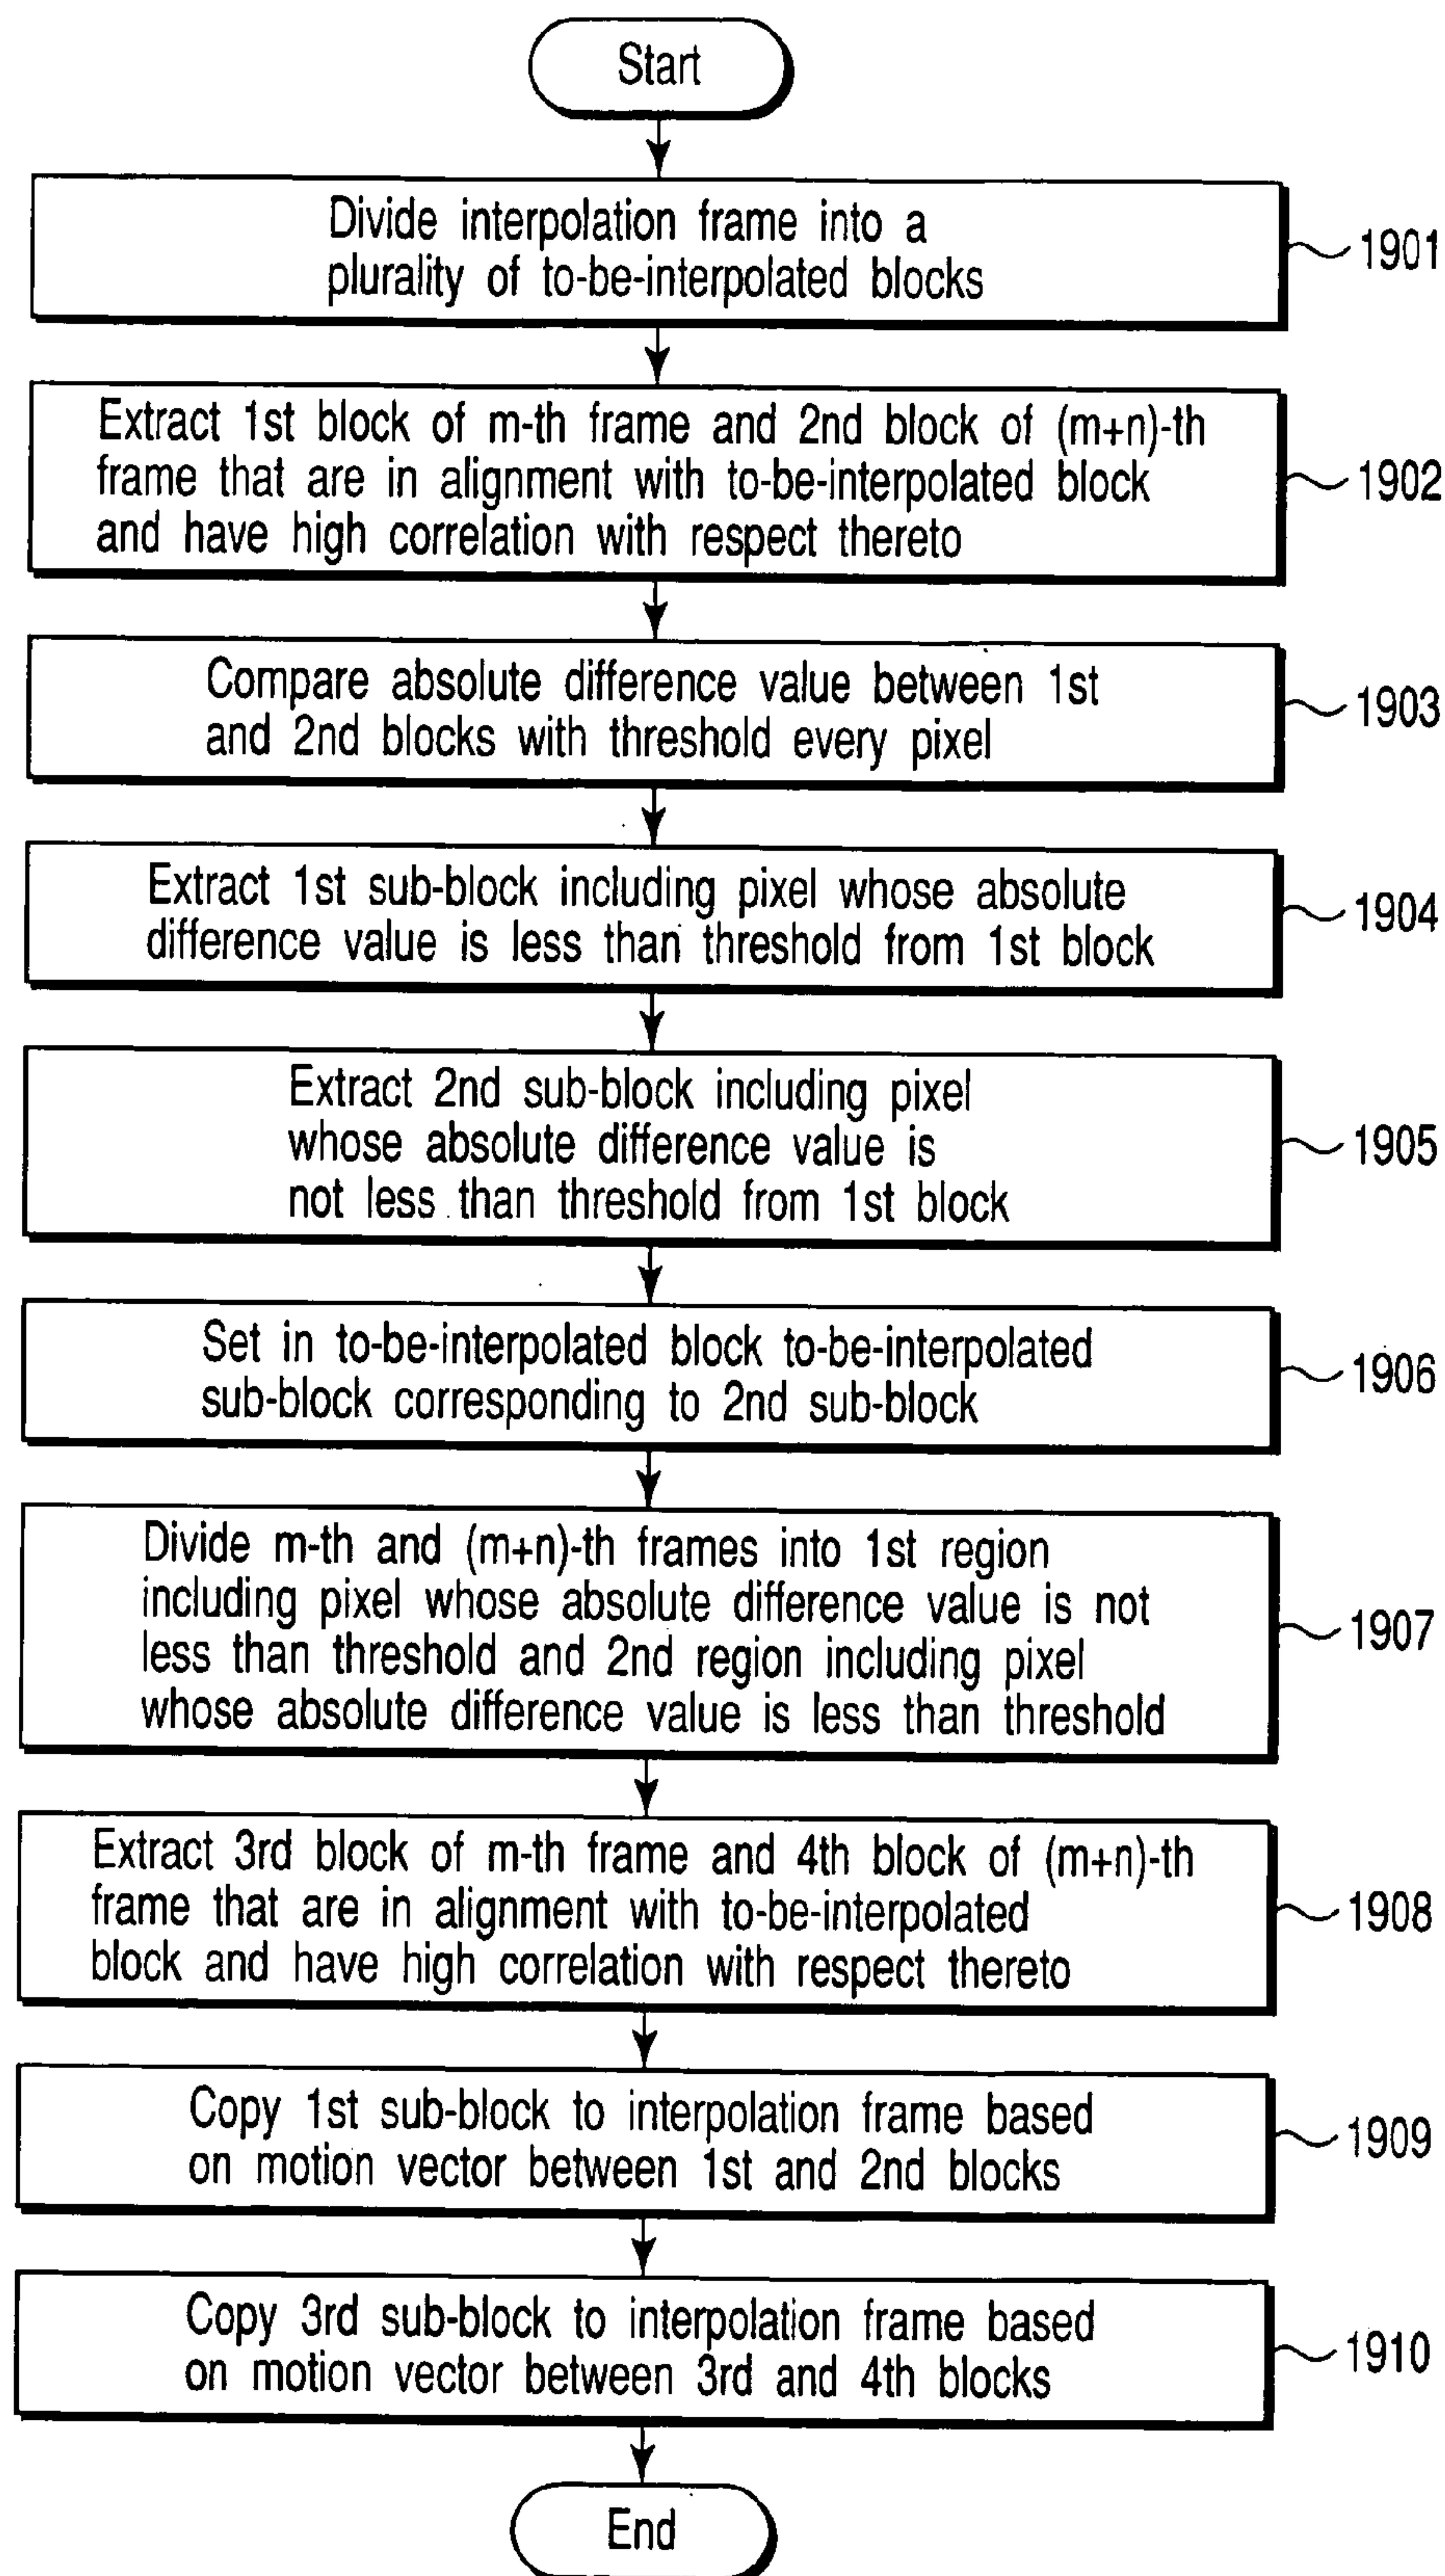 Start
Divide interpolation frame into a
plurality of to-be-interpolated blocks
1901
Extract 1st block of m-th frame and 2nd block of (m+n)-th
frame that are in alignment with to-be-interpolated block
and have high correlation with respect thereto
1902
Compare absolute difference value between 1st
and 2nd blocks with threshold every pixel
1903
Extract 1st sub-block including pixel whose absolute
difference value is less than threshold from 1st block
1904
Extract 2nd sub-block including pixel
whose absolute difference value is
not less than threshold from 1st block
1905
Set in to-be-interpolated block to-be-interpolated
sub-block corresponding to 2nd sub-block
1906
Divide m-th and (m+n)-th frames into 1st region
including pixel whose absolute difference value is not
less than threshold and 2nd region including pixel
whose absolute difference value is less than threshold
1907
Extract 3rd block of m-th frame and 4th block of (m+n)-th
frame that are in alignment with to-be-interpolated
block and have high correlation with respect thereto
1908
Copy 1st sub-block to interpolation frame based
on motion vector between 1st and 2nd blocks
1909
Copy 3rd sub-block to interpolation frame based
on motion vector between 3rd and 4th blocks
1910
End